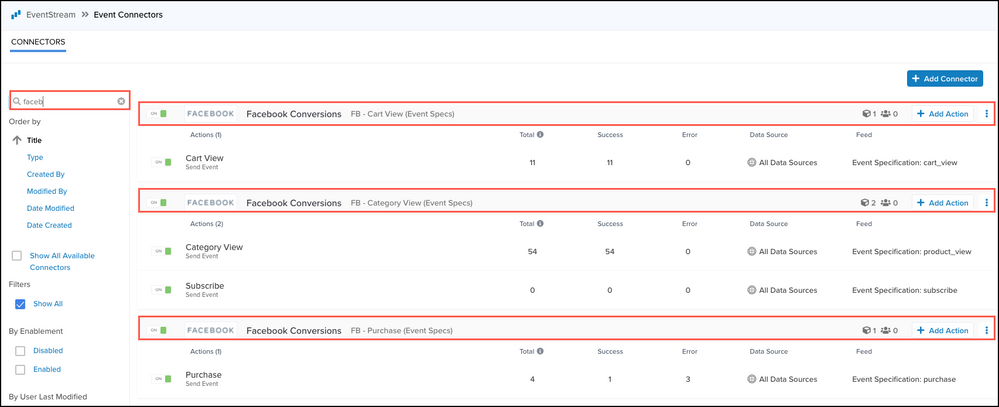 EventStream >> Event Connectors
CONNECTORS
+ Add Connector
faceb
Order by
Title
Type
Created By
Modified By
Date Modified
Date Created
Show All Available
Connectors
Filters
Show All
By Enablement
Disabled
Enabled
By User Last Modified
ON FACEBOOK Facebook Conversions FB - Cart View (Event Specs) 1 0 + Add Action
Actions (1) Total Success Error Data Source Feed
ON Cart View 11 11 0 All Data Sources Event Specification: cart_view
Send Event
ON FACEBOOK Facebook Conversions FB - Category View (Event Specs) 2 0 + Add Action
Actions (2) Total Success Error Data Source Feed
ON Category View 54 54 0 All Data Sources Event Specification: product_view
Send Event
ON Subscribe 0 0 0 All Data Sources Event Specification: subscribe
Send Event
ON FACEBOOK Facebook Conversions FB - Purchase (Event Specs) 1 0 + Add Action
Actions (1) Total Success Error Data Source Feed
ON Purchase 4 1 3 All Data Sources Event Specification: purchase
Send Event